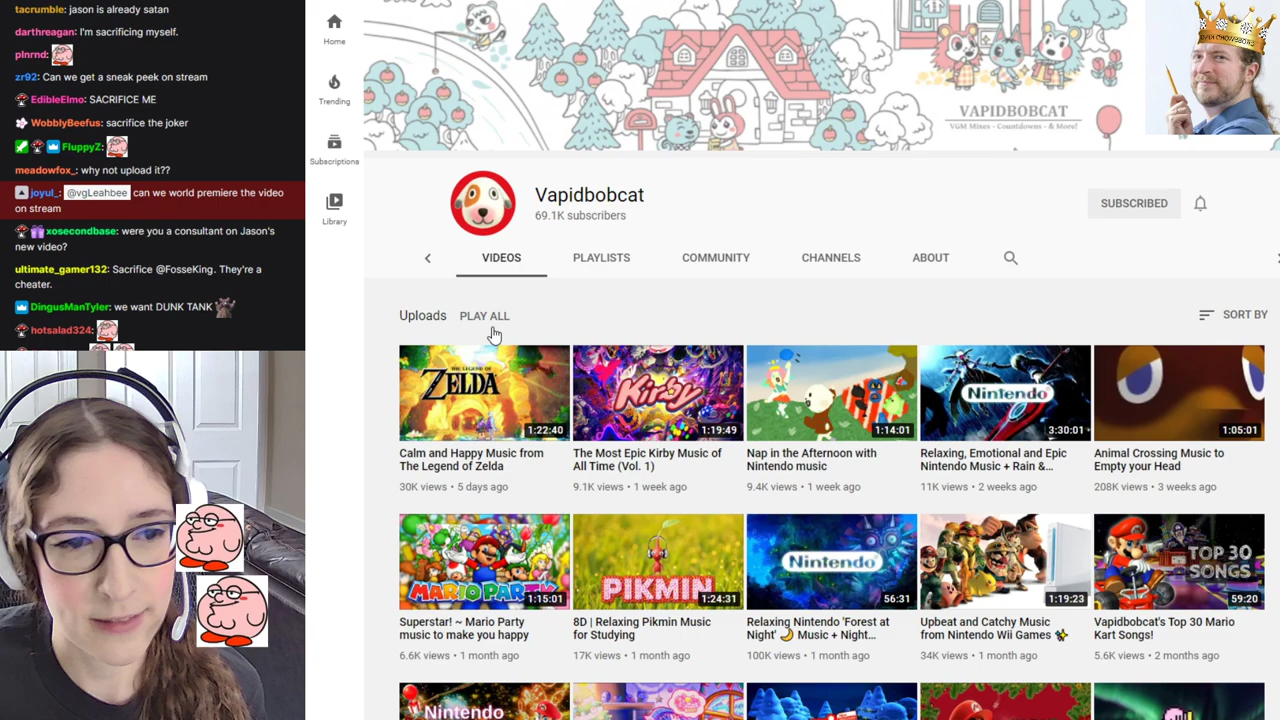 tacrumble: jason is already satan
darthreagan: I'm sacrificing myself.
plnrnd:
zr92: Can we get a sneak peek on stream
EdibleElmo: SACRIFICE ME
WobblyBeefus: sacrifice the joker
FluppyZ:
meadowfox_: why not upload it??
joyul_: @vgLeahbee can we world premiere the video
on stream
xosecondbase: were you a consultant on Jason's
new video?
ultimate_gamer132: Sacrifice @FosseKing. They're a
cheater.
DingusManTyler: we want DUNK TANK
hotsalad324:
Home
Trending
Subscriptions
Library
VAPIDBOBCAT
VGM Mixes - Countdowns - & More!
Vapidbobcat
69.1K subscribers
SUBSCRIBED
VIDEOS
PLAYLISTS
COMMUNITY
CHANNELS
ABOUT
Uploads
PLAY ALL
SORT BY
THE LEGEND OF
ZELDA
1:22:40
Kirby
1:19:49
1:14:01
Nintendo
3:30:01
1:05:01
Calm and Happy Music from
The Legend of Zelda
30K views • 5 days ago
The Most Epic Kirby Music of
All Time (Vol. 1)
9.1K views • 1 week ago
Nap in the Afternoon with
Nintendo music
9.4K views • 1 week ago
Relaxing, Emotional and Epic
Nintendo Music + Rain &...
11K views • 2 weeks ago
Animal Crossing Music to
Empty your Head
208K views • 3 weeks ago
MARIO PARTY
1:15:01
PIKMIN
1:24:31
Nintendo
56:31
1:19:23
TOP 30
SONGS
59:20
Superstar! ~ Mario Party
music to make you happy
6.6K views • 1 month ago
8D | Relaxing Pikmin Music
for Studying
17K views • 1 month ago
Relaxing Nintendo 'Forest at
Night' 🌙 Music + Night...
100K views • 1 month ago
Upbeat and Catchy Music
from Nintendo Wii Games ✨
34K views • 1 month ago
Vapidbobcat's Top 30 Mario
Kart Songs!
5.6K views • 2 months ago
Nintendo